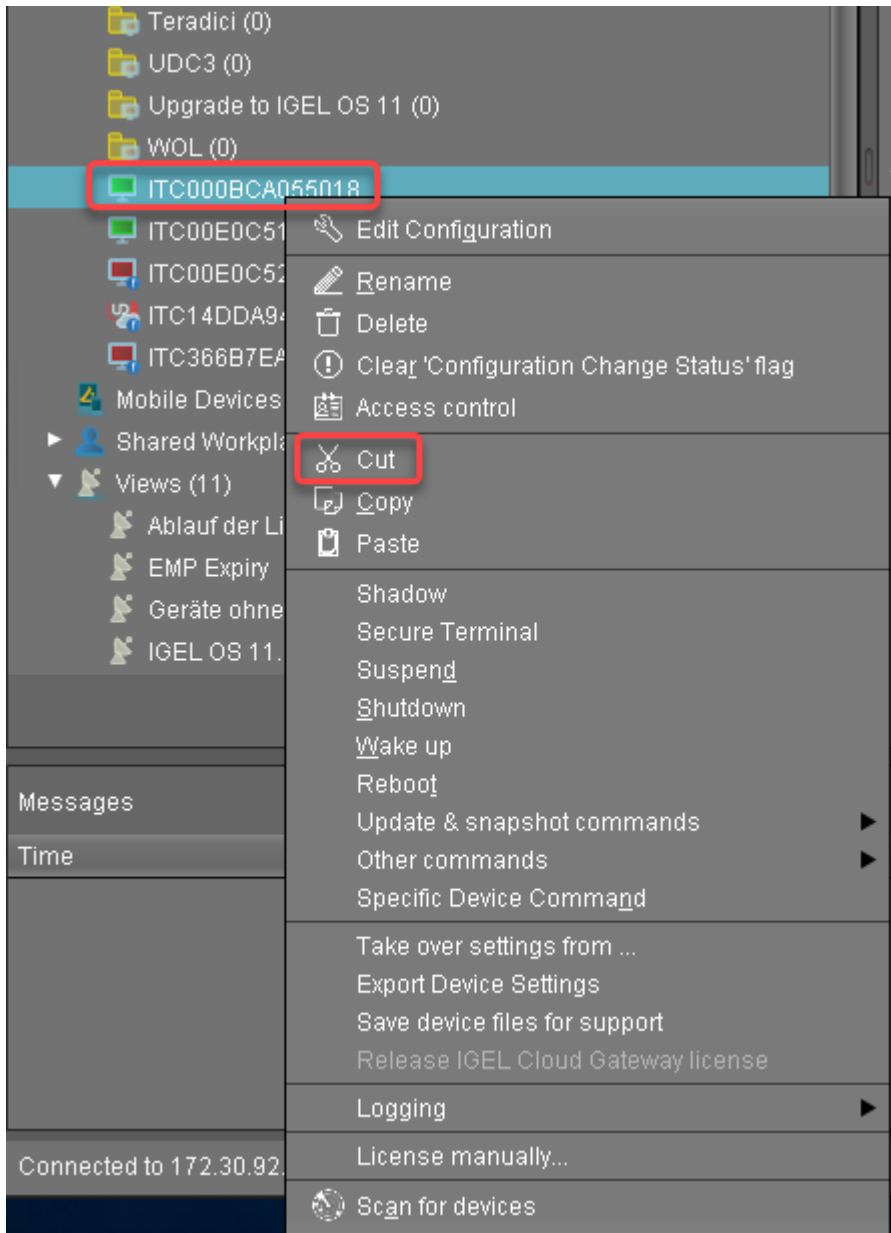 Teradici (0)
UDC3 (0)
Upgrade to IGEL OS 11 (0)
WOL (0)
ITC000BCA055018
ITC00E0C51
ITC00E0C52
ITC14DDA94
ITC366B7EA
Mobile Devices
Shared Workpla
Views (11)
Ablauf der Li
EMP Expiry
Geräte ohne
IGEL OS 11.
Messages
Time
Connected to 172.30.92.
Edit Configuration
Rename
Delete
Clear 'Configuration Change Status' flag
Access control
Cut
Copy
Paste
Shadow
Secure Terminal
Suspend
Shutdown
Wake up
Reboot
Update & snapshot commands
Other commands
Specific Device Command
Take over settings from ...
Export Device Settings
Save device files for support
Release IGEL Cloud Gateway license
Logging
License manually...
Scan for devices